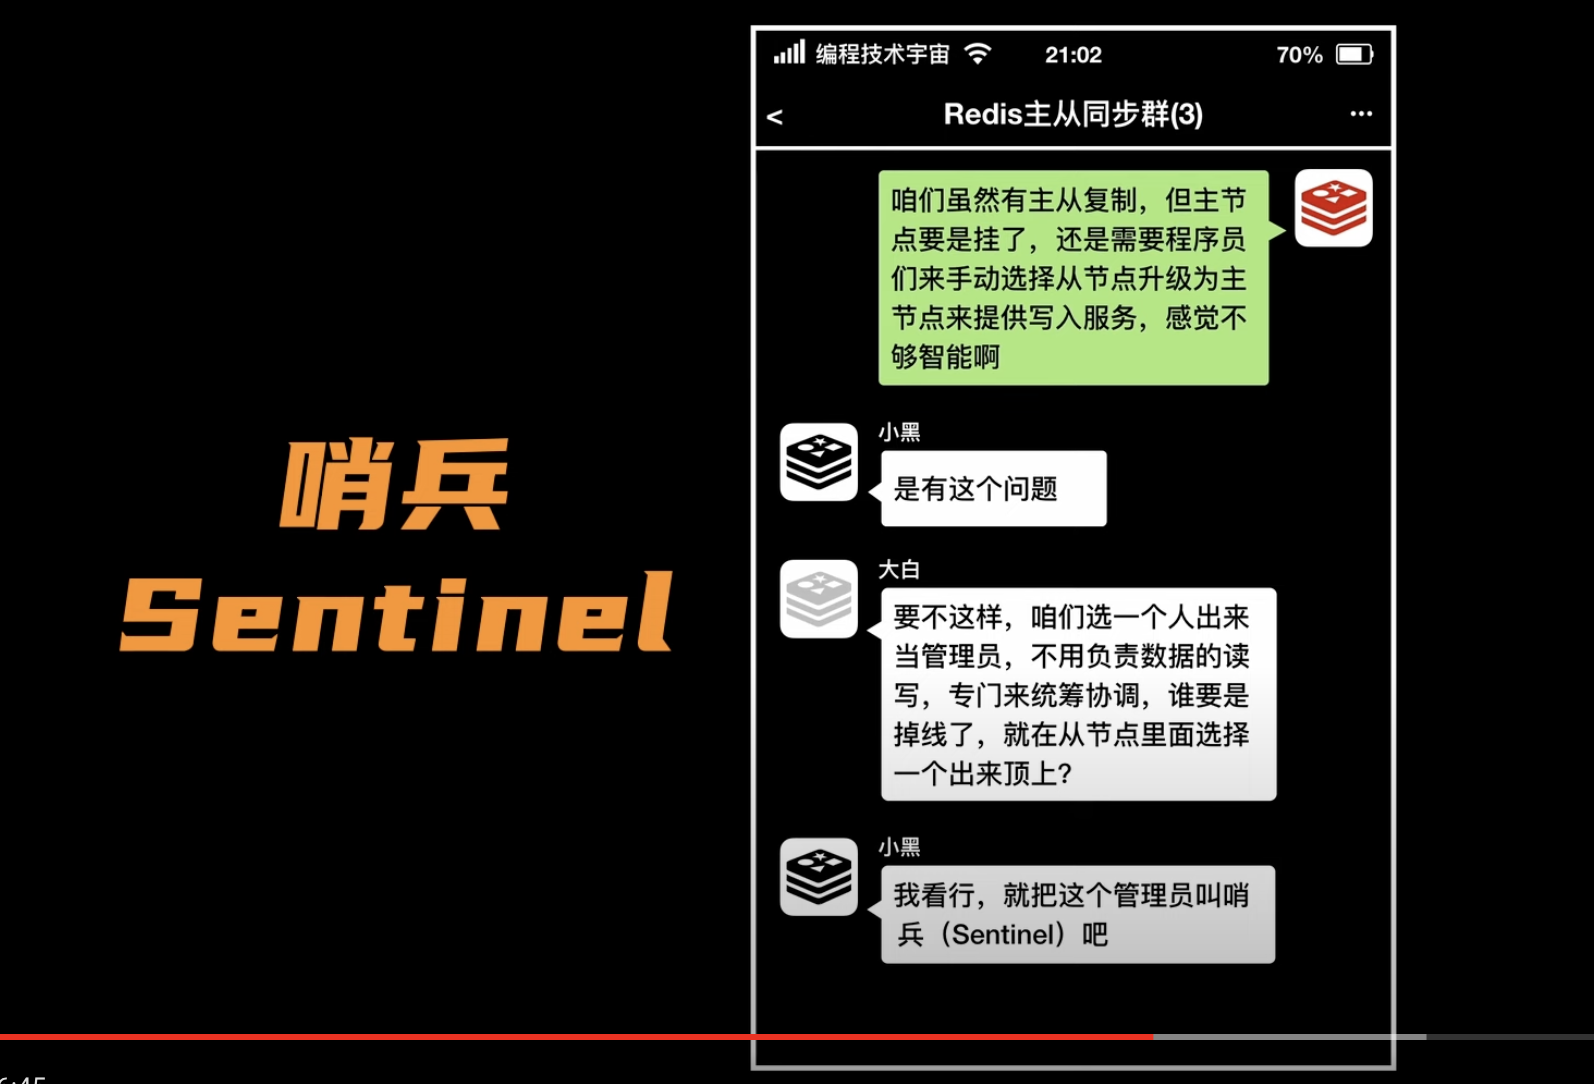 哨兵
Sentinel
编程技术宇宙
21:02
70%
<
Redis主从同步群(3)
···
咱们虽然有主从复制，但主节
点要是挂了，还是需要程序员
们来手动选择从节点升级为主
节点来提供写入服务，感觉不
够智能啊
小黑
是有这个问题
大白
要不这样，咱们选一个人出来
当管理员，不用负责数据的读
写，专门来统筹协调，谁要是
掉线了，就在从节点里面选择
一个出来顶上?
小黑
我看行，就把这个管理员叫哨
兵（Sentinel）吧